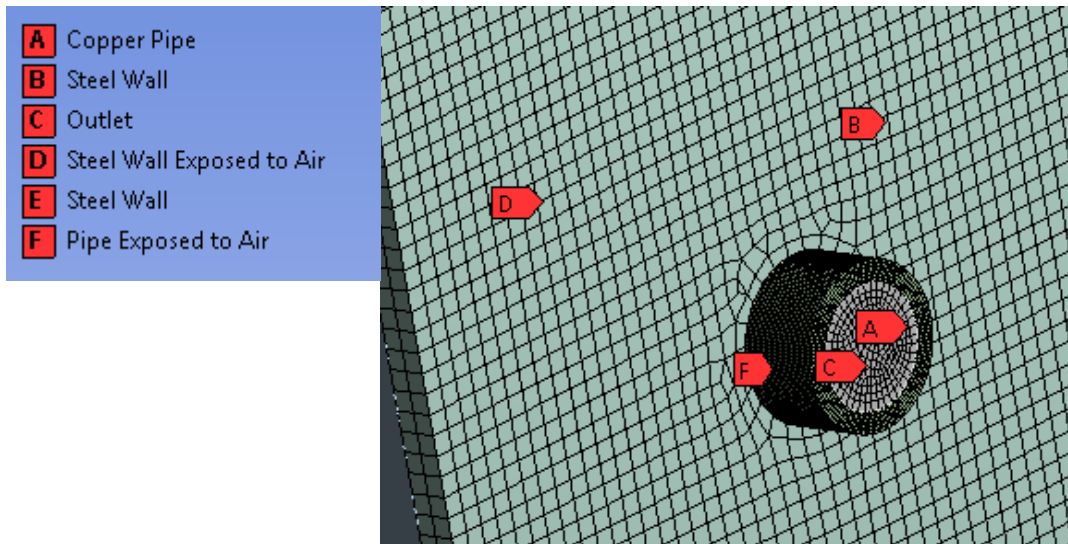 A Copper Pipe
B Steel Wall
C Outlet
D Steel Wall Exposed to Air
E Steel Wall
F Pipe Exposed to Air
B
D
A
F
C